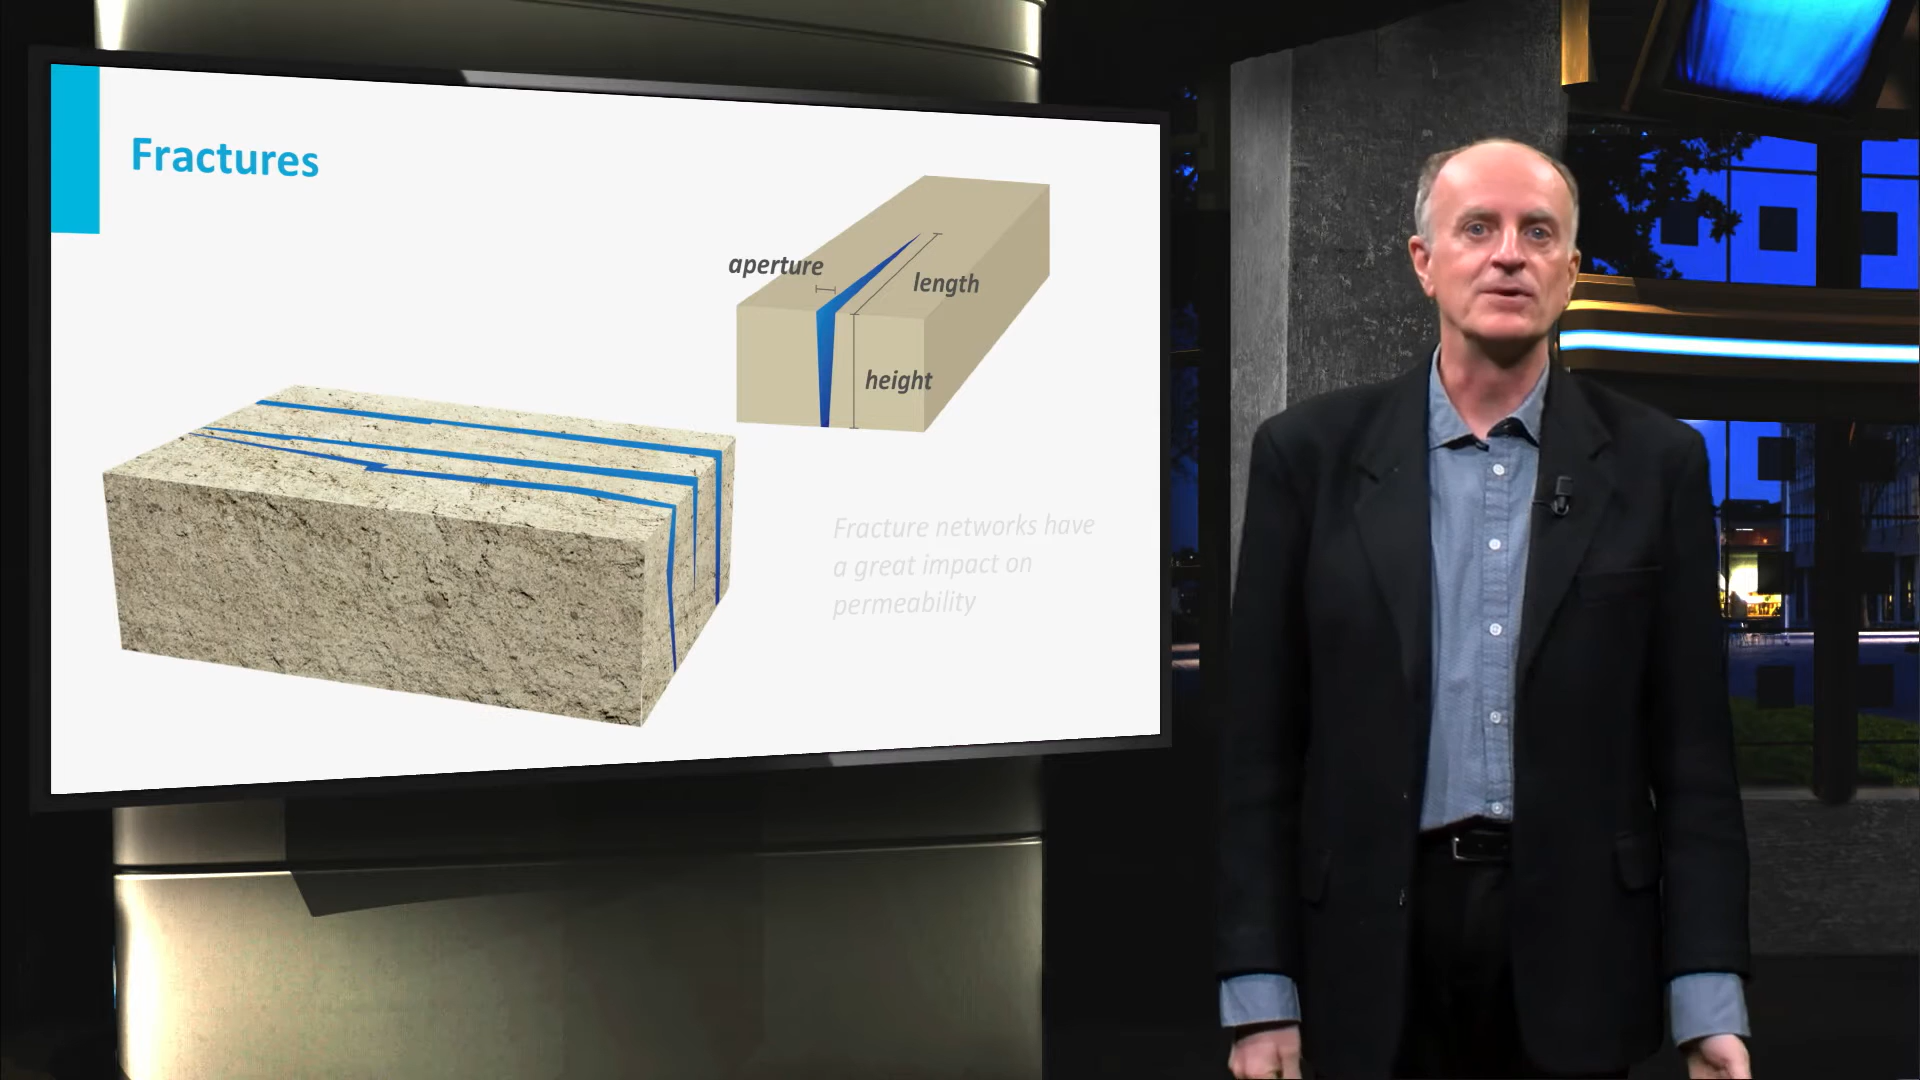 Fractures
aperture
length
height
Fracture networks have
a great impact on
permeability